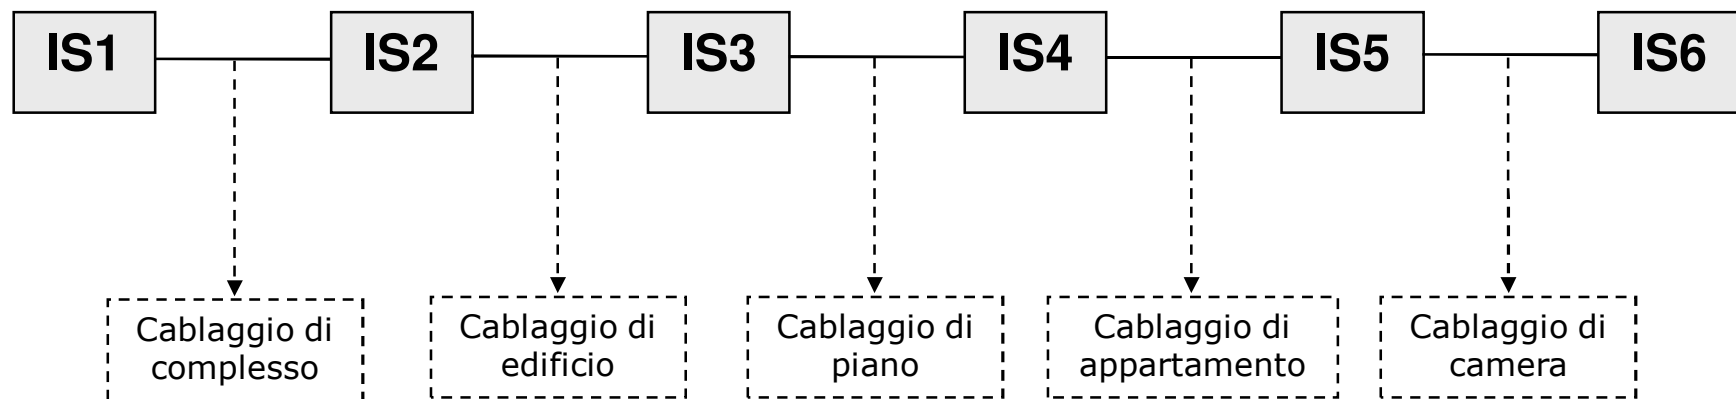 IS1 IS2 IS3 IS4 IS5 IS6
Cablaggio di
complesso
Cablaggio di
edificio
Cablaggio di
piano
Cablaggio di
appartamento
Cablaggio di
camera